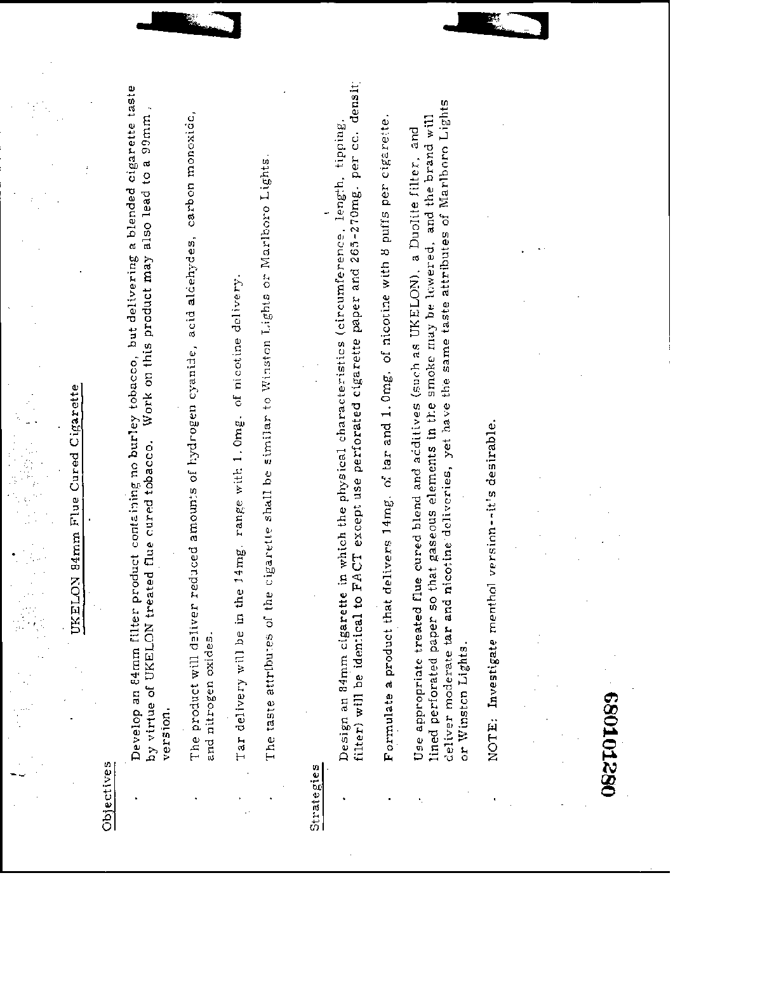 UKELON 84mm Flue Cured Cigarette
Objectives
. Develop an 84mm filter product containing no burley tobacco, but delivering a blended cigarette taste
by virtue of UKELON treated flue cured tobacco. Work on this product may also lead to a 99mm
version.
. The product will deliver reduced amounts of hydrogen cyanide, acid aldehydes, carbon monoxide,
and nitrogen oxides.
. Tar delivery will be in the 14mg. range with 1.0mg. of nicotine delivery.
. The taste attributes of the cigarette shall be similar to Winston Lights or Marlboro Lights.
Strategies
. Design an 84mm cigarette in which the physical characteristics (circumference, length, tipping,
filter) will be identical to FACT except use perforated cigarette paper and 265-270mg. per cc. densit
. Formulate a product that delivers 14mg. of tar and 1.0mg. of nicotine with 8 puffs per cigarette.
. Use appropriate treated flue cured blend and additives (such as UKELON), a Duolite filter, and
lined perforated paper so that gaseous elements in the smoke may be lowered, and the brand will
deliver moderate tar and nicotine deliveries, yet have the same taste attributes of Marlboro Lights
or Winston Lights.
. NOTE: Investigate menthol version--it's desirable.
680101280